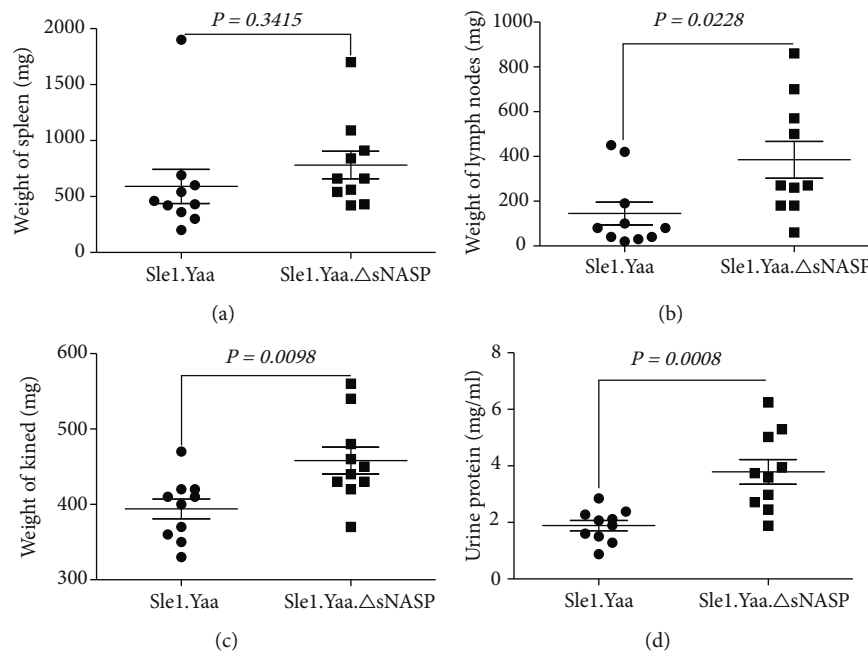 P = 0.3415
Weight of spleen (mg)
2000
1500
1000
500
0
Sle1.Yaa
Sle1.Yaa.△sNASP
(a)
P = 0.0228
Weight of lymph nodes (mg)
1000
800
600
400
200
0
Sle1.Yaa
Sle1.Yaa.△sNASP
(b)
P = 0.0098
Weight of kined (mg)
600
500
400
300
Sle1.Yaa
Sle1.Yaa.△sNASP
(c)
P = 0.0008
Urine protein (mg/ml)
8
6
4
2
0
Sle1.Yaa
Sle1.Yaa.△sNASP
(d)